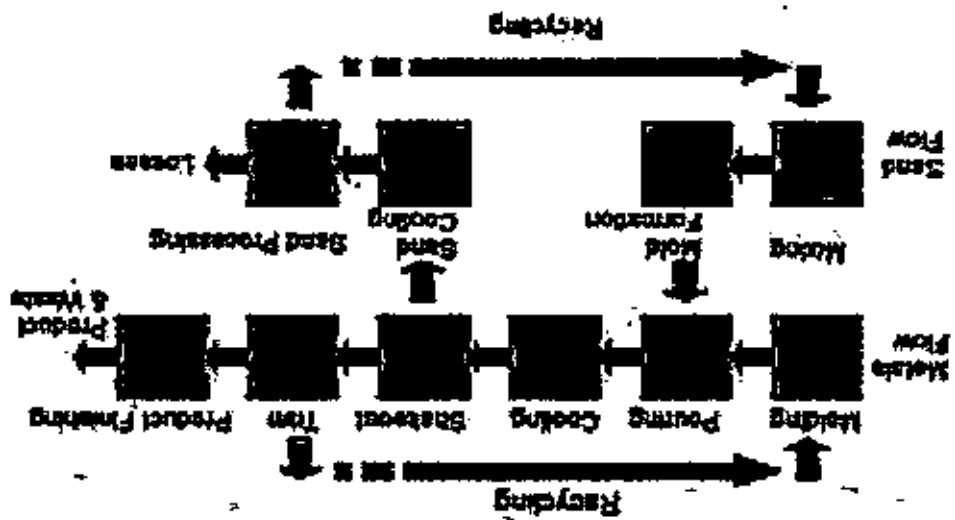 Recycling
Pouring Cooling Shakeout Trim Product Finishing
Metals
Flow
Product
& Waste
Mixing
Mold
Formation
Sand
Cooling
Sand Processing
Sand
Flow
Losses
Recycling